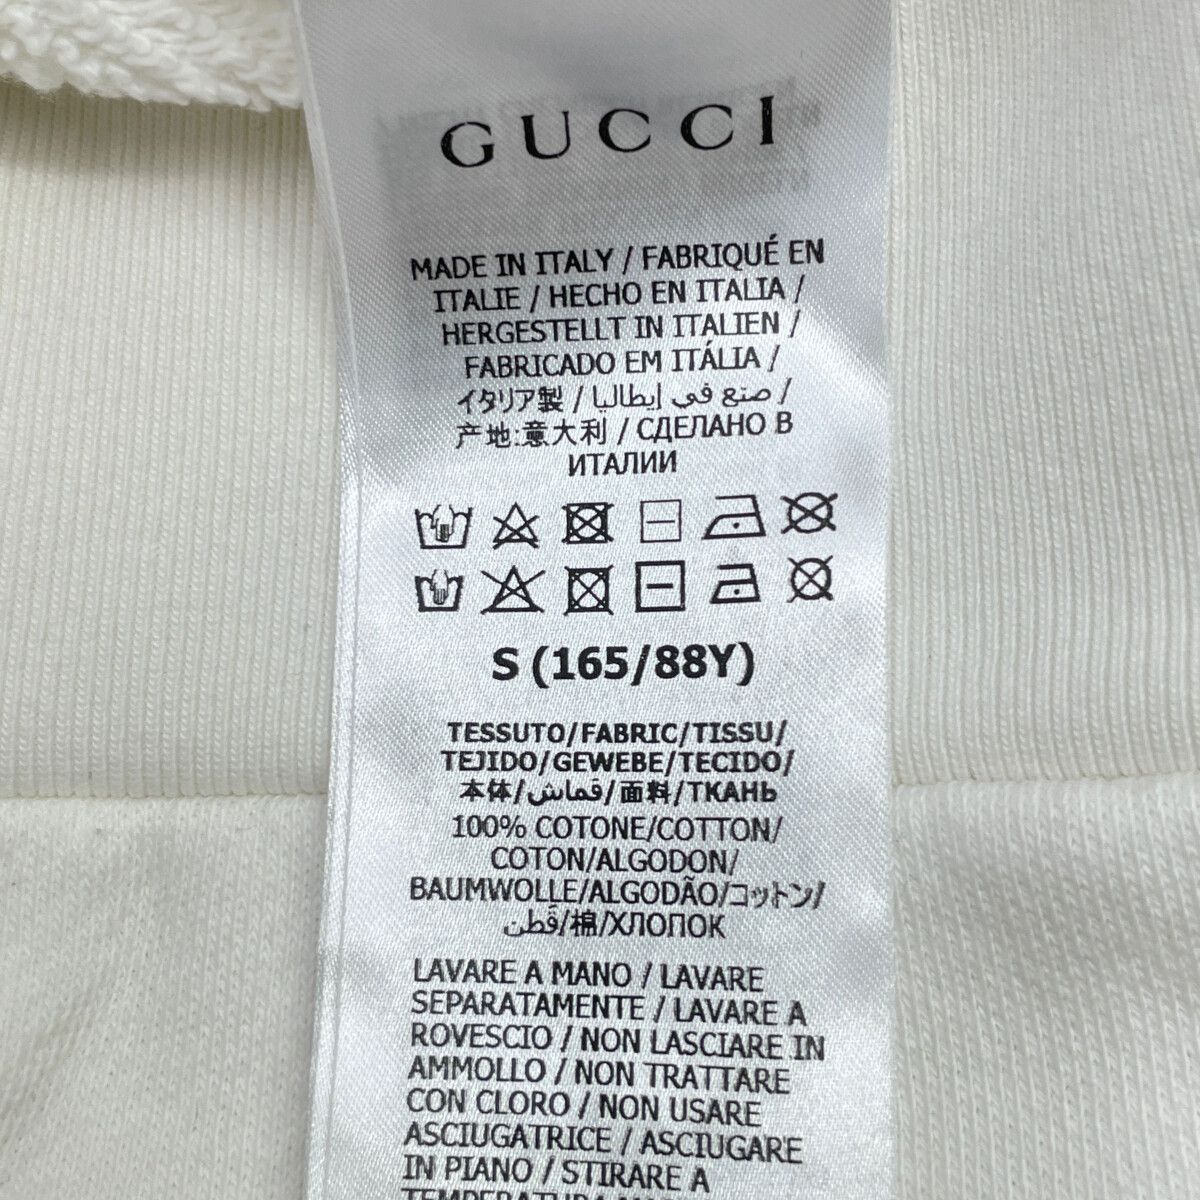 GUCCI
MADE IN ITALY / FABRIQUÉ EN
ITALIE / HECHO EN ITALIA /
HERGESTELLT IN ITALIEN /
FABRICADO EM ITÁLIA /
イタリア製 / صنع في إيطاليا /
产地:意大利 / СДЕЛАНО В
ИТАЛИИ
S (165/88Y)
TESSUTO/FABRIC/TISSU/
TEJIDO/GEWEBE/TECIDO/
本体/قماش/面料/ТКАНЬ
100% COTONE/COTTON/
COTON/ALGODON/
BAUMWOLLE/ALGODÃO/コットン/
قطن/棉/ХЛОПОК
LAVARE A MANO / LAVARE
SEPARATAMENTE / LAVARE A
ROVESCIO / NON LASCIARE IN
AMMOLLO / NON TRATTARE
CON CLORO / NON USARE
ASCIUGATRICE / ASCIUGARE
IN PIANO / STIRARE A